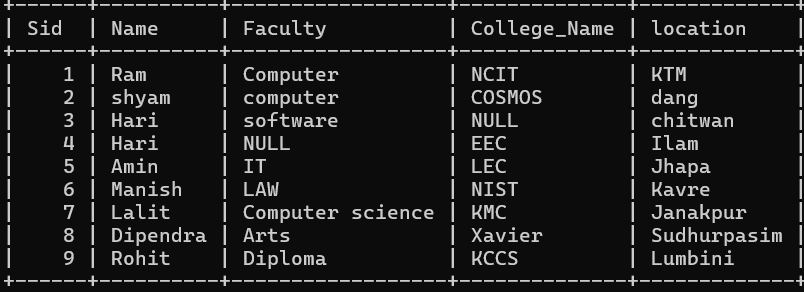 | Sid | Name | Faculty | College_Name | location |
| 1 | Ram | Computer | NCIT | KTM |
| 2 | shyam | computer | COSMOS | dang |
| 3 | Hari | software | NULL | chitwan |
| 4 | Hari | NULL | EEC | Ilam |
| 5 | Amin | IT | LEC | Jhapa |
| 6 | Manish | LAW | NIST | Kavre |
| 7 | Lalit | Computer science | KMC | Janakpur |
| 8 | Dipendra | Arts | Xavier | Sudhurpasim |
| 9 | Rohit | Diploma | KCCS | Lumbini |